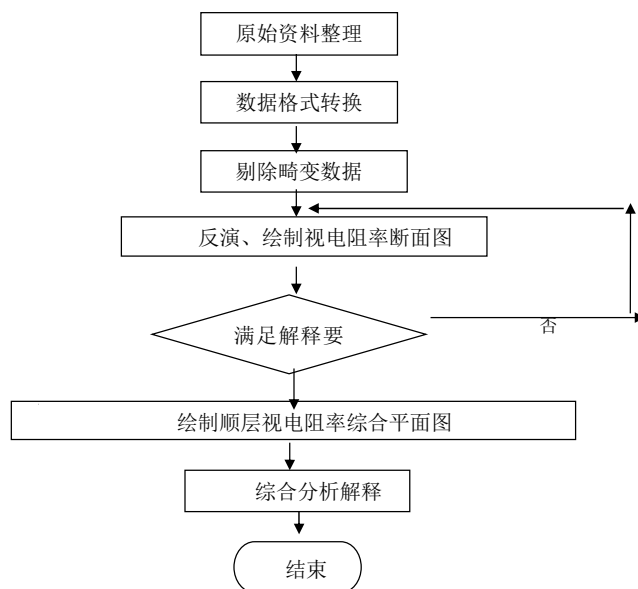 原始资料整理
数据格式转换
剔除畸变数据
反演、绘制视电阻率断面图
满足解释要
否
绘制顺层视电阻率综合平面图
综合分析解释
结束